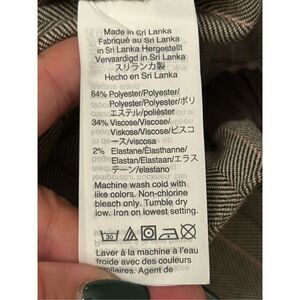 Made in Sri Lanka
Fabriqué au Sri Lanka
In Sri Lanka Hergestellt
Vervaardigd in Sri Lanka
スリランカ製
Hecho en Sri Lanka
64% Polyester/Polyester/
Polyester/Polyester/ポリ
エステル/poliéster
34% Viscose/Viscose/
Viskose/Viscose/ビスコ
ース/viscosa
2% Elastane/Élasthanne/
Elastan/Elastaan/エラス
テーン/elastano
Machine wash cold with
like colors. Non-chlorine
bleach only. Tumble dry
low. Iron on lowest setting.
30
Laver à la machine à l'eau
froide avec des couleurs
similaires. Agent de